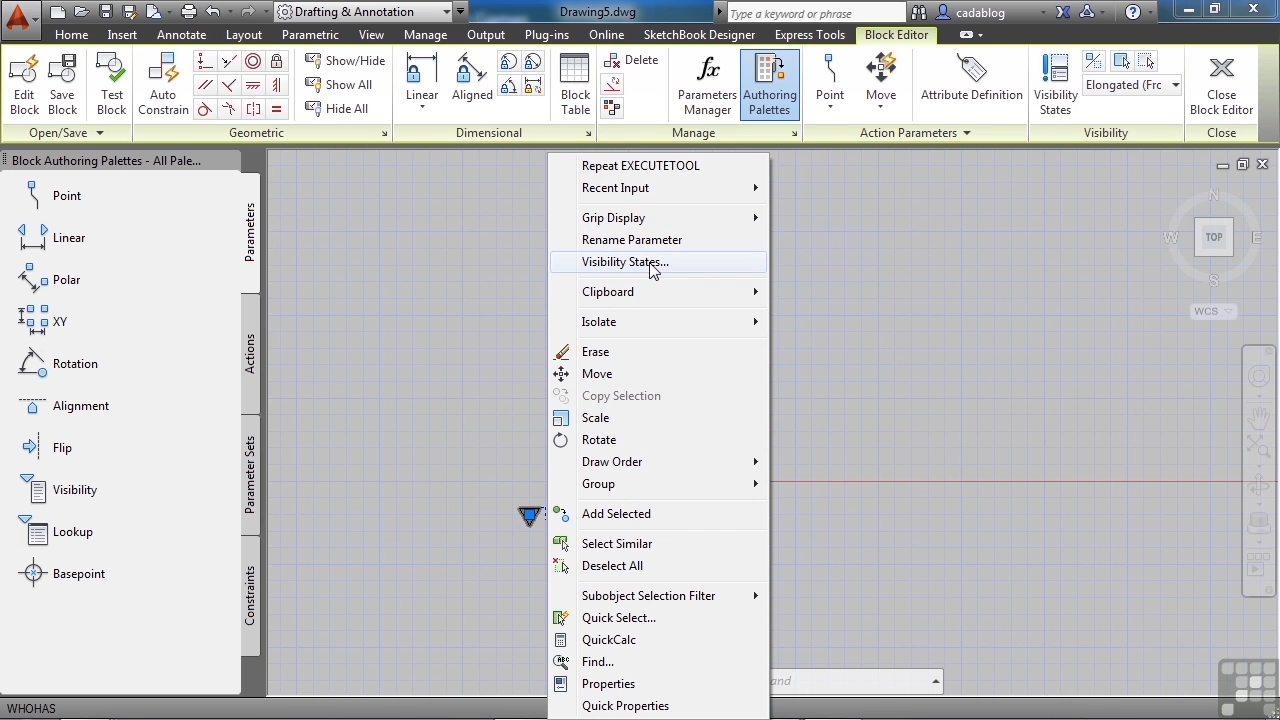 Drafting & Annotation
Drawing5.dwg
Type a keyword or phrase
cadablog
Home
Insert
Annotate
Layout
Parametric
View
Manage
Output
Plug-ins
Online
SketchBook Designer
Express Tools
Block Editor
Edit
Block
Save
Block
Test
Block
Open/Save
Auto
Constrain
Show/Hide
Show All
Hide All
Geometric
Linear
Aligned
Dimensional
Block
Table
Delete
Parameters
Manager
Authoring
Palettes
Manage
Point
Move
Attribute Definition
Action Parameters
Visibility
States
Elongated (Frc
Visibility
Close
Block Editor
Close
Block Authoring Palettes - All Pale...
Point
Linear
Polar
XY
Rotation
Alignment
Flip
Visibility
Lookup
Basepoint
Parameters
Actions
Parameter Sets
Constraints
Repeat EXECUTETOOL
Recent Input
Grip Display
Rename Parameter
Visibility States...
Clipboard
Isolate
Erase
Move
Copy Selection
Scale
Rotate
Draw Order
Group
Add Selected
Select Similar
Deselect All
Subobject Selection Filter
Quick Select...
QuickCalc
Find...
Properties
Quick Properties
N
W
TOP
E
S
WCS
WHOHAS